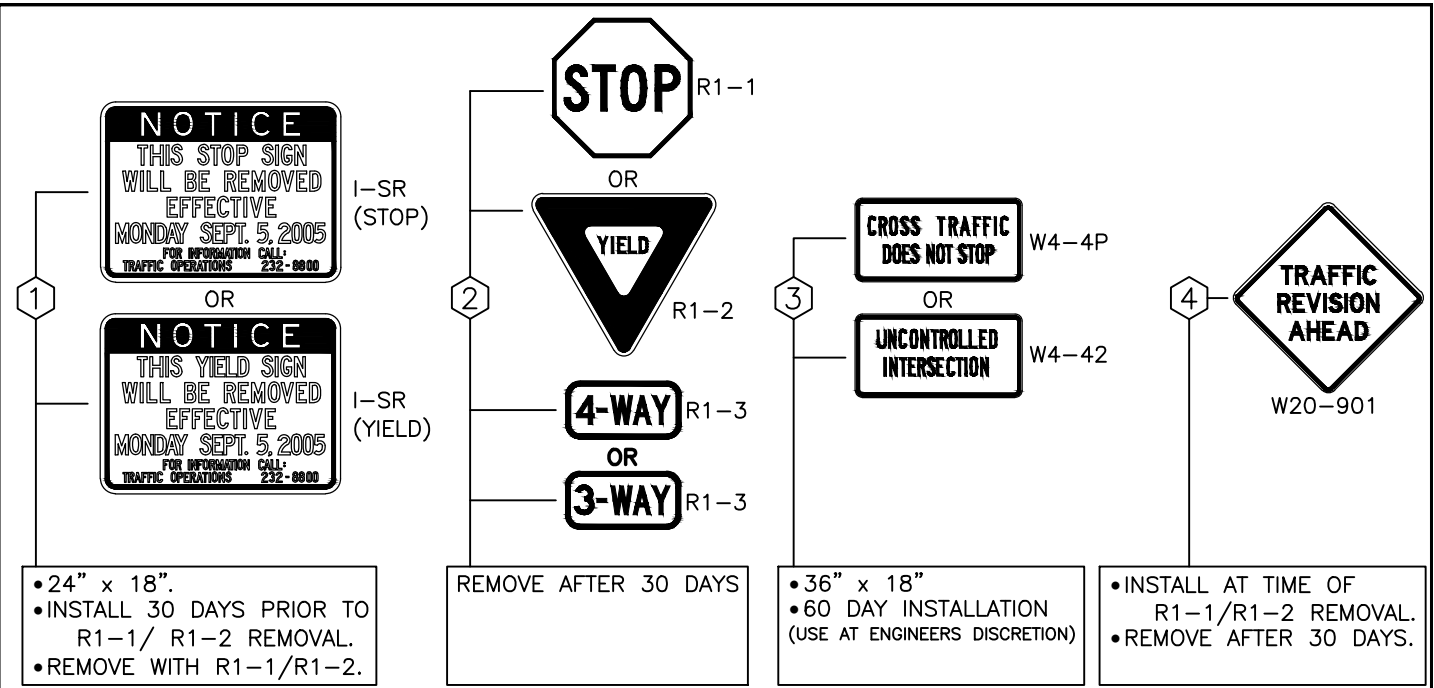 NOTICE
THIS STOP SIGN
WILL BE REMOVED
EFFECTIVE
MONDAY SEPT. 5, 2005
FOR INFORMATION CALL:
TRAFFIC OPERATIONS 232-8800
I-SR
(STOP)
1
OR
NOTICE
THIS YIELD SIGN
WILL BE REMOVED
EFFECTIVE
MONDAY SEPT. 5, 2005
FOR INFORMATION CALL:
TRAFFIC OPERATIONS 232-8800
I-SR
(YIELD)
• 24" x 18".
• INSTALL 30 DAYS PRIOR TO
R1-1/ R1-2 REMOVAL.
• REMOVE WITH R1-1/R1-2.
STOP
R1-1
OR
YIELD
R1-2
2
4-WAY
R1-3
OR
3-WAY
R1-3
REMOVE AFTER 30 DAYS
CROSS TRAFFIC
DOES NOT STOP
W4-4P
3
OR
UNCONTROLLED
INTERSECTION
W4-42
• 36" x 18"
• 60 DAY INSTALLATION
(USE AT ENGINEERS DISCRETION)
4
TRAFFIC
REVISION
AHEAD
W20-901
• INSTALL AT TIME OF
R1-1/R1-2 REMOVAL.
• REMOVE AFTER 30 DAYS.